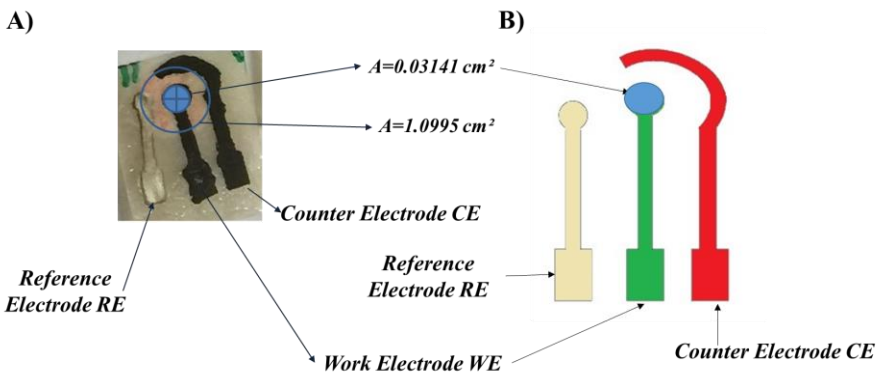 A)
B)
A=0.03141 cm²
A=1.0995 cm²
Counter Electrode CE
Reference
Electrode RE
Reference
Electrode RE
Work Electrode WE
Counter Electrode CE